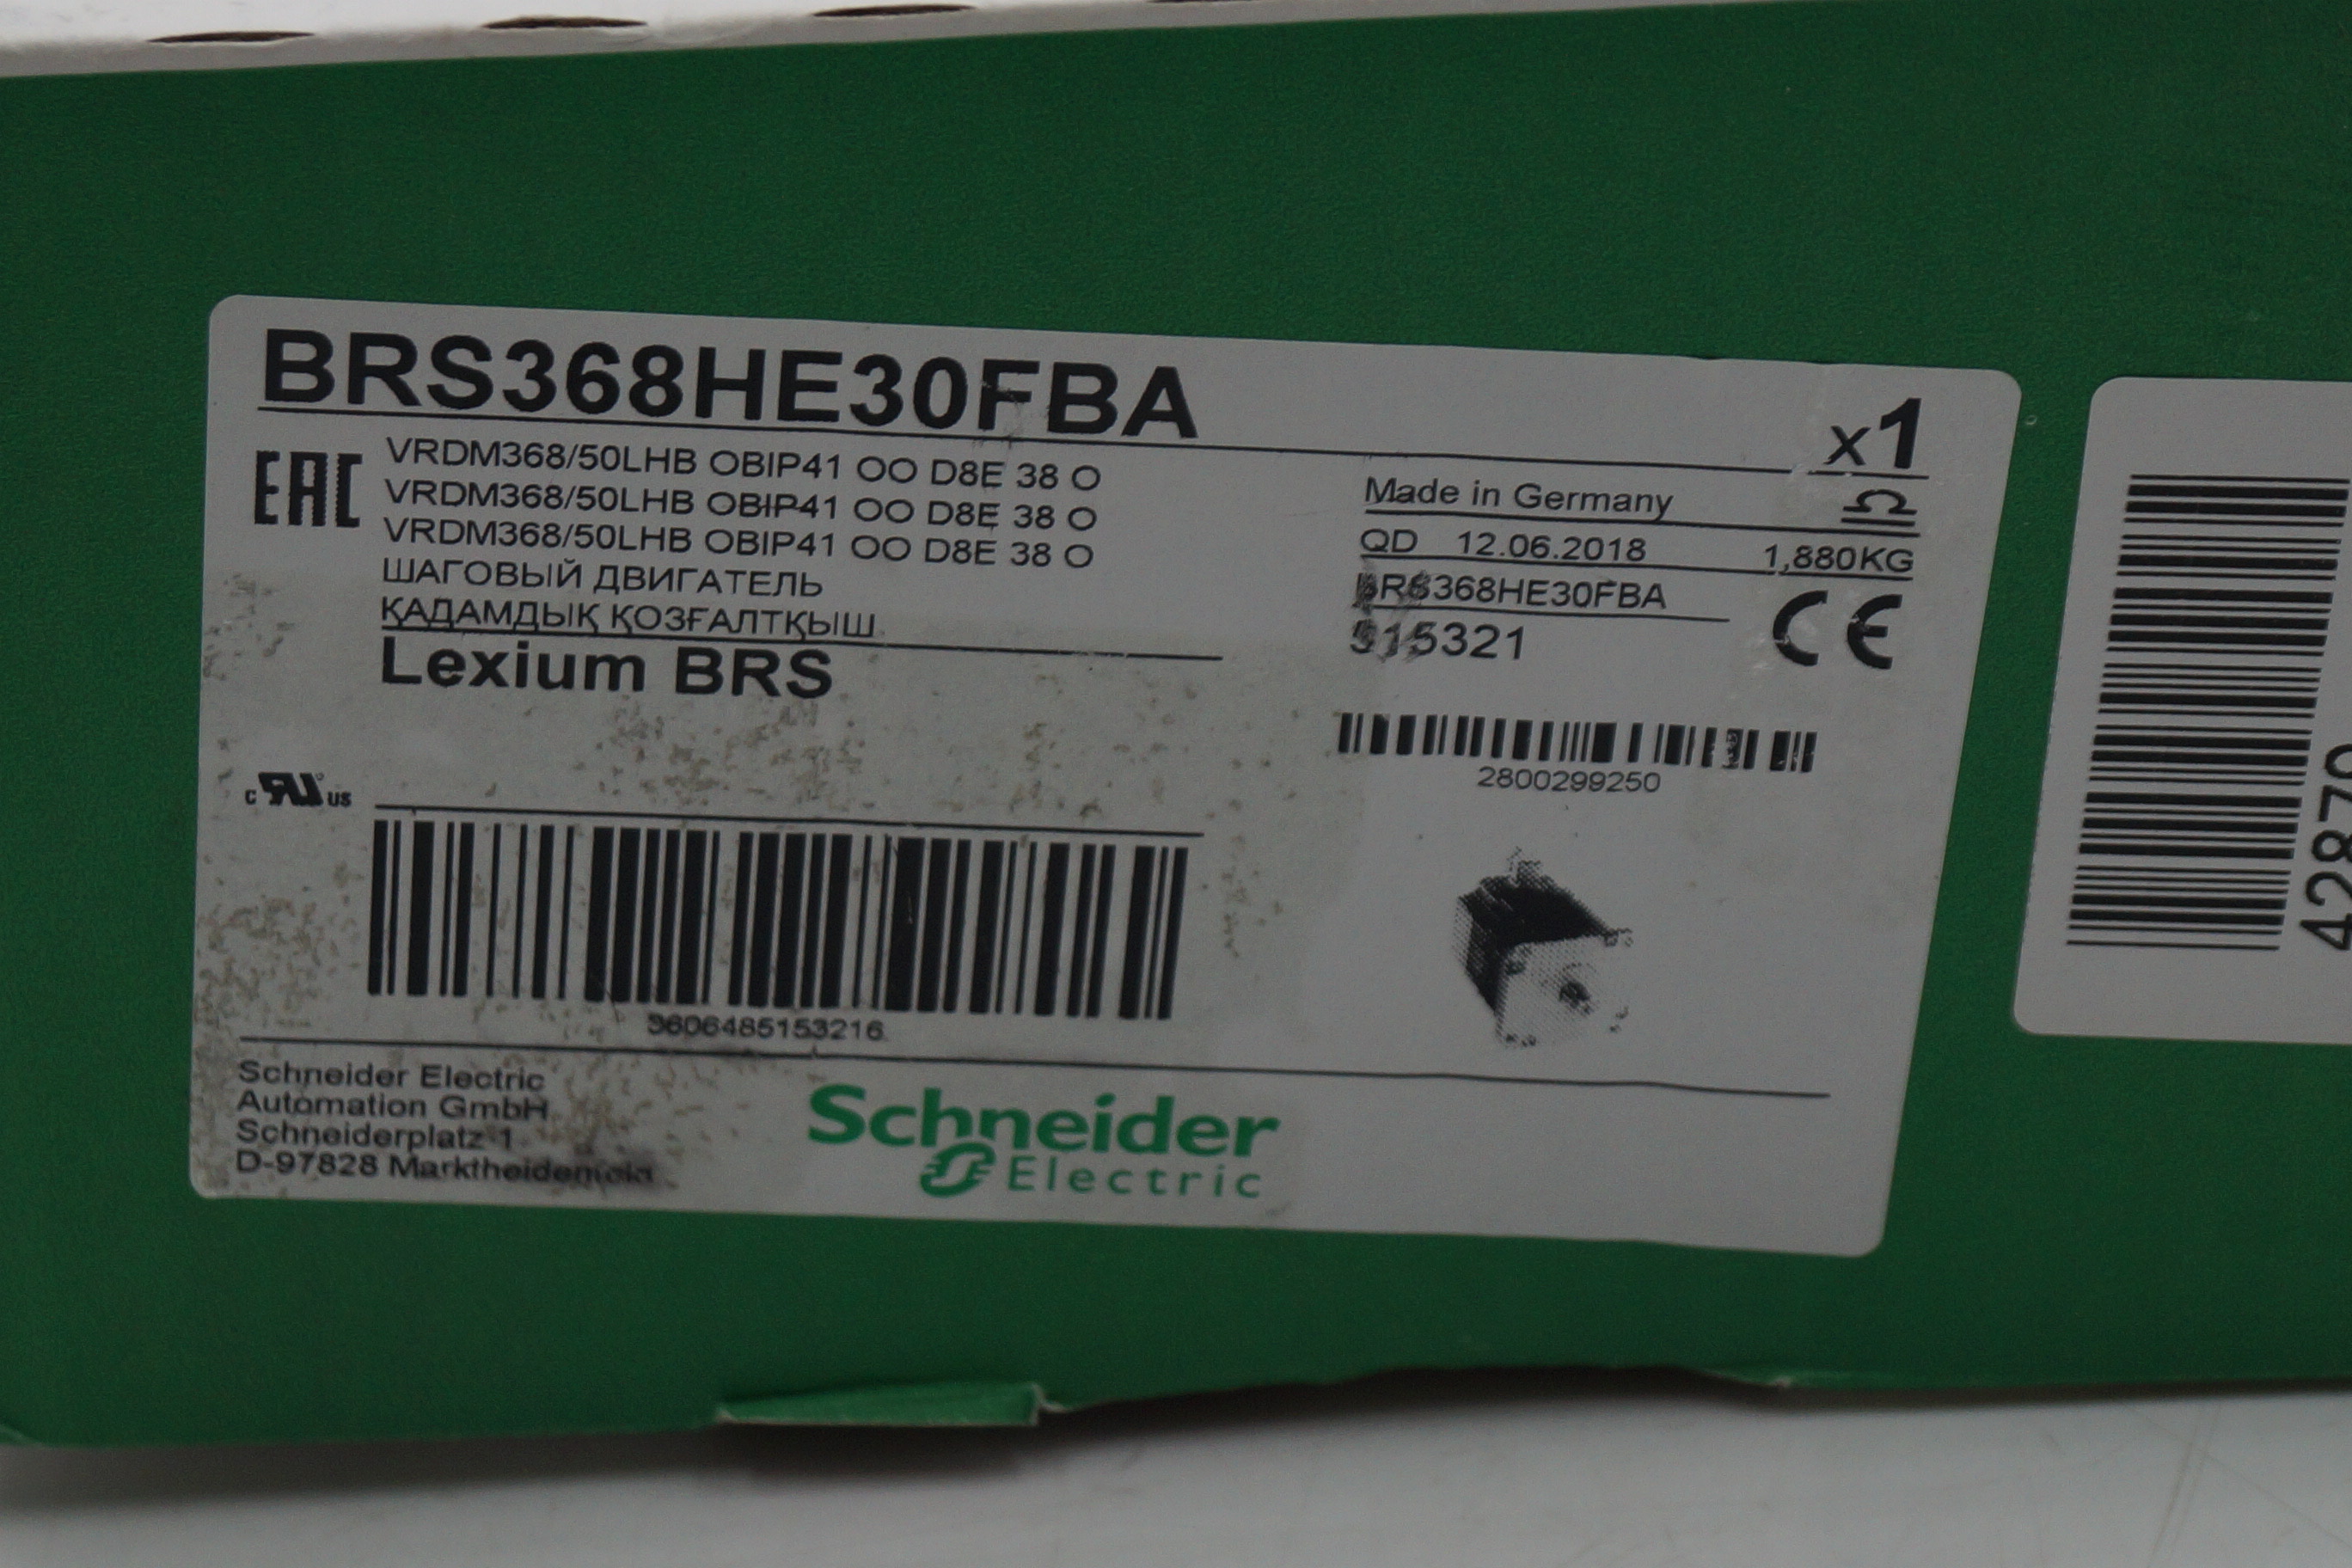 BRS368HE30FBA
x1
EAC
VRDM368/50LHB OBIP41 OO D8E 38 O
VRDM368/50LHB OBIP41 OO D8E 38 O
VRDM368/50LHB OBIP41 OO D8E 38 O
ШАГОВЫЙ ДВИГАТЕЛЬ
ҚАДАМДЫҚ ҚОЗҒАЛТҚЫШ
Lexium BRS
Made in Germany
QD 12.06.2018 1,880KG
BRS368HE30FBA
515321
CE
2800299250
c RU US
3606485153216
Schneider Electric
Automation GmbH
Schneiderplatz 1
D-97828 Marktheidenfeld
Schneider
Electric